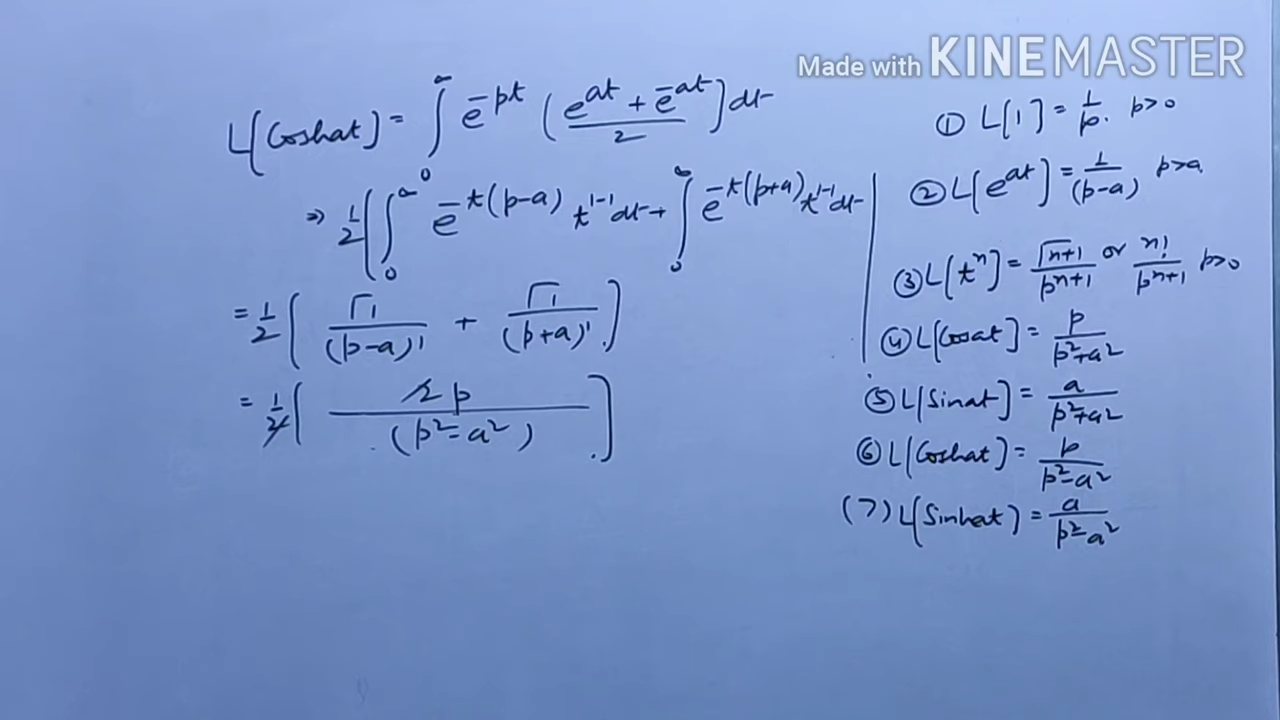 Made with KINEMASTER
L[Coshat] = ∫₀^∞ e^-pt (e^at + e^-at / 2) dt
⇒ 1/2 [ ∫₀^∞ e^-t(p-a) t^1-1 dt + ∫₀^∞ e^-t(p+a) t^1-1 dt
= 1/2 [ Γ1 / (p-a)^1 + Γ1 / (p+a)^1 ]
= 1/2 [ 2p / (p²-a²) ]
① L[1] = 1/p. p>0
② L[e^at] = 1/(p-a) p>a
③ L[t^n] = Γn+1 / p^n+1 or n! / p^n+1 p>0
④ L[Cosat] = p / p²+a²
⑤ L[Sinat] = a / p²+a²
⑥ L[Coshat] = p / p²-a²
(7) L[Sinhat] = a / p²-a²